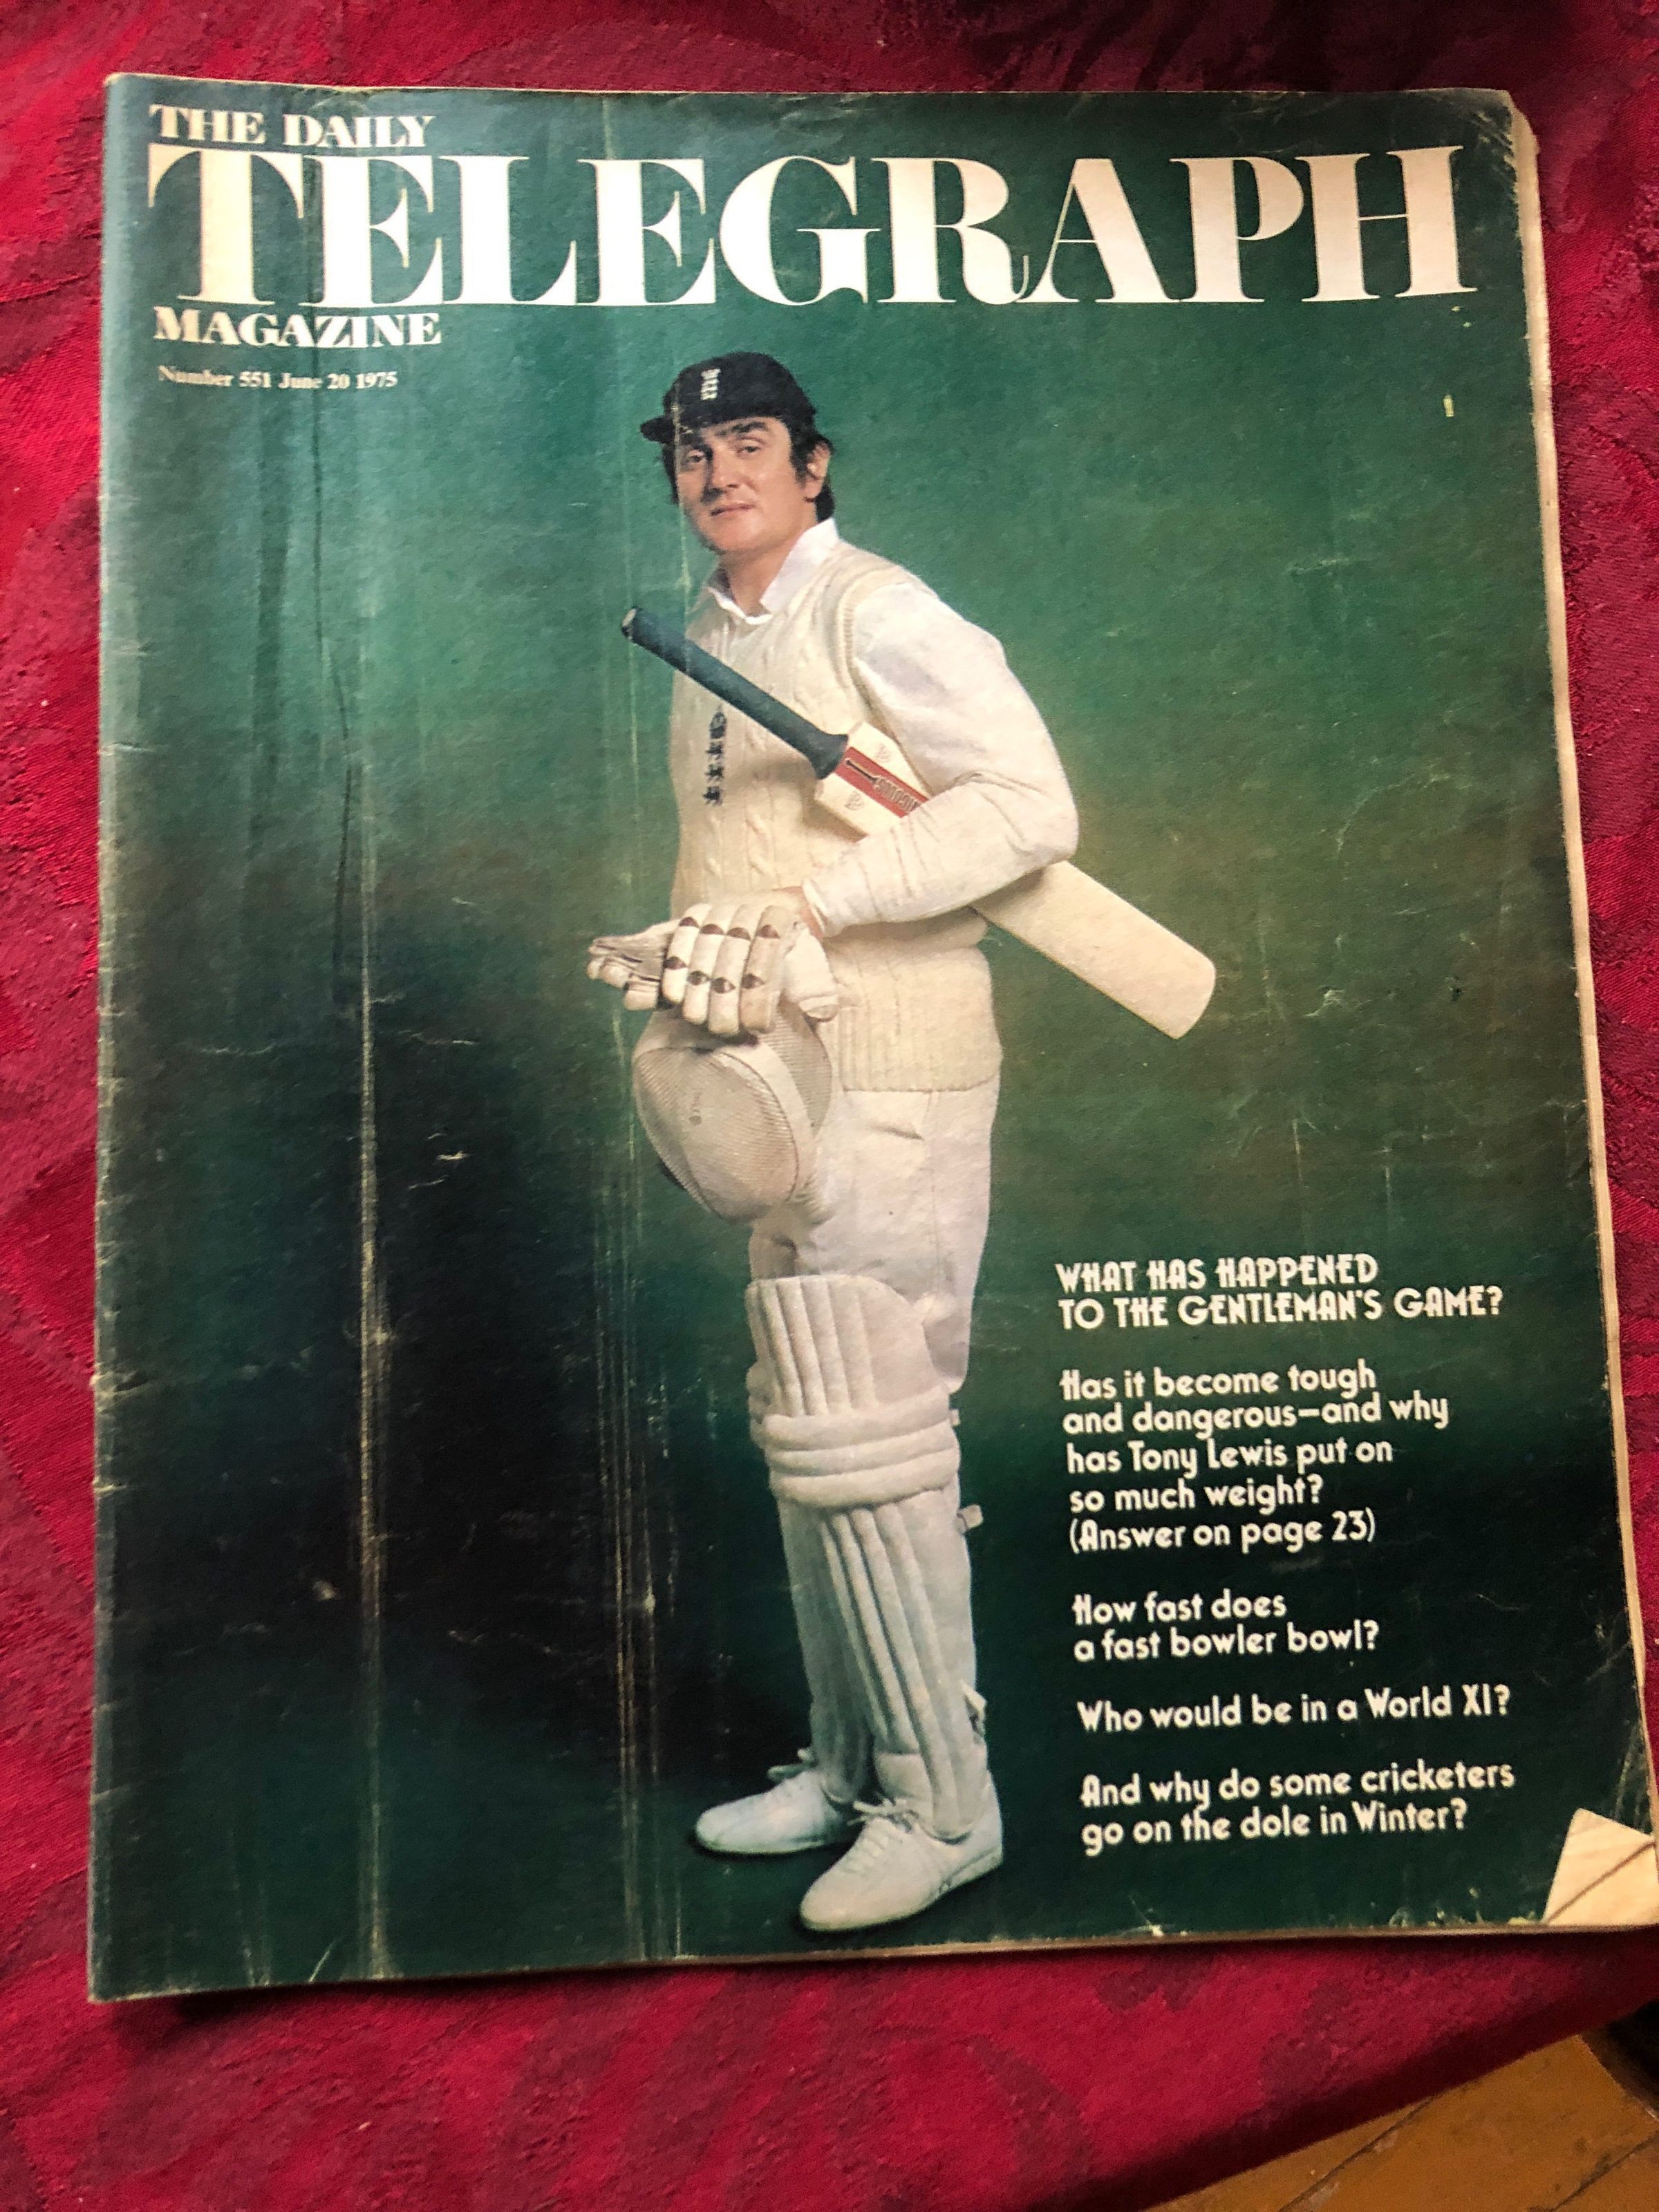 THE DAILY
TELEGRAPH
MAGAZINE
Number 551 June 20 1975
WHAT HAS HAPPENED
TO THE GENTLEMAN'S GAME?
Has it become tough
and dangerous—and why
has Tony Lewis put on
so much weight?
(Answer on page 23)
How fast does
a fast bowler bowl?
Who would be in a World XI?
And why do some cricketers
go on the dole in Winter?